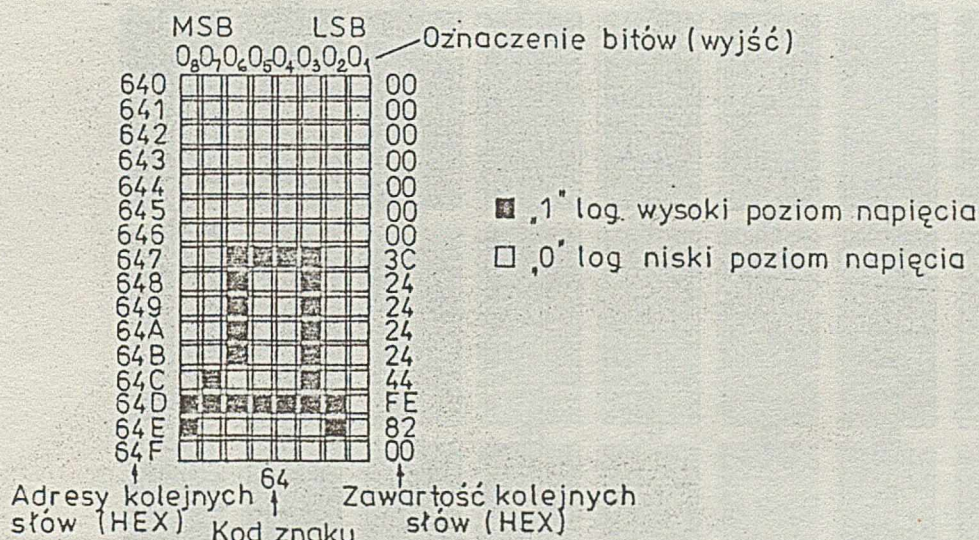 MSB LSB
O8O7O6O5O4O3O2O1 Oznaczenie bitów (wyjść)
640 00
641 00
642 00
643 00
644 00
645 00 „1" log. wysoki poziom napięcia
646 00
647 3C „0" log niski poziom napięcia
648 24
649 24
64A 24
64B 24
64C 44
64D FE
64E 82
64F 00
64
Adresy kolejnych Zawartość kolejnych
słów (HEX) słów (HEX)
Kod znaku